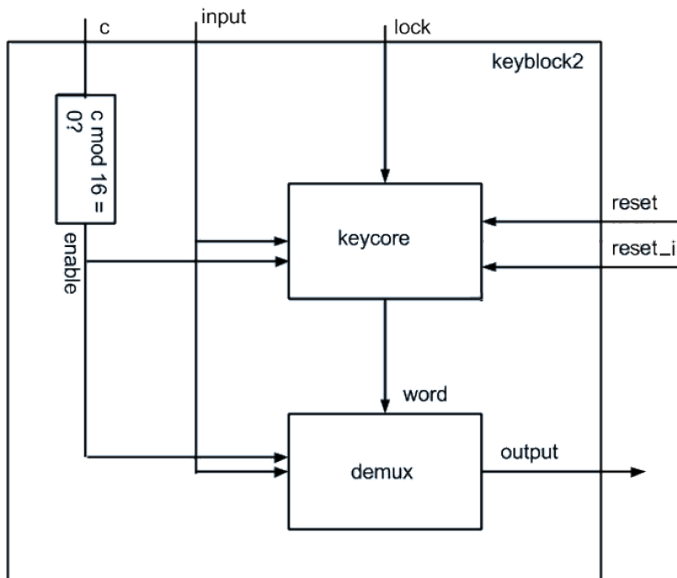 c
input
lock
keyblock2
c mod 16 =
0?
reset
keycore
reset_i
enable
word
output
demux